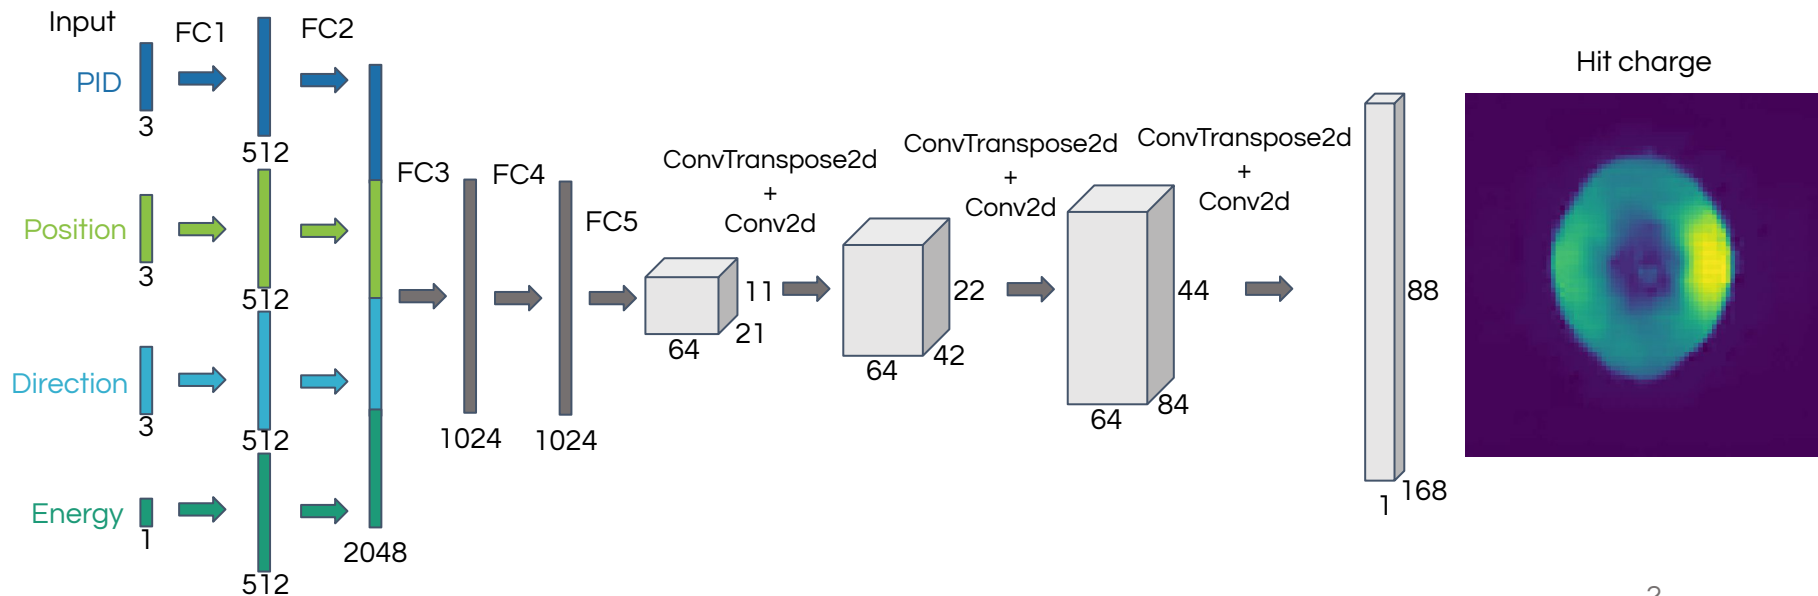 Input
FC1
FC2
PID
3
512
Position
3
512
Direction
3
512
Energy
1
512
2048
FC3
1024
FC4
1024
FC5
64
11
21
ConvTranspose2d
+
Conv2d
64
22
42
ConvTranspose2d
+
Conv2d
64
44
84
ConvTranspose2d
+
Conv2d
1
88
168
Hit charge